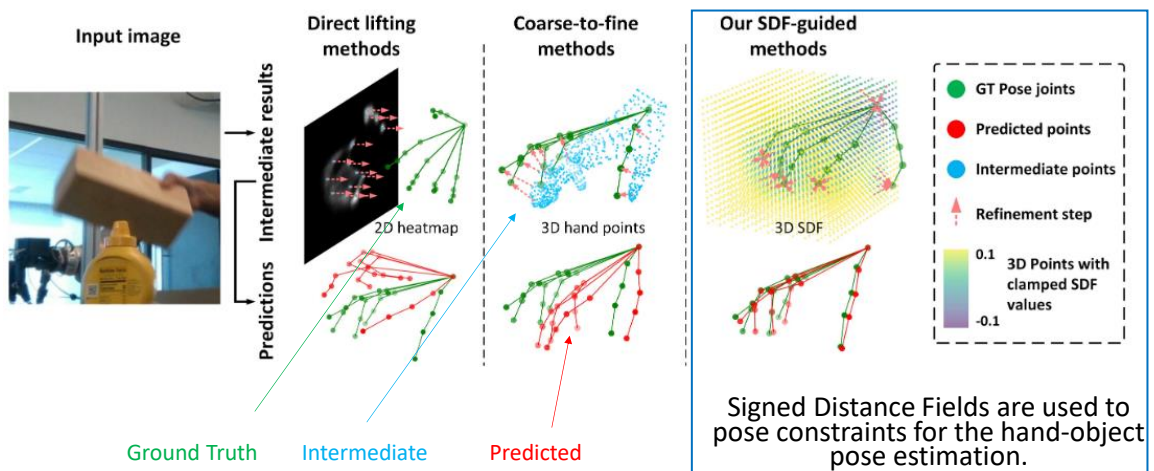 Input image
Direct lifting
methods
Coarse-to-fine
methods
Our SDF-guided
methods
Intermediate results
Predictions
2D heatmap
3D hand points
3D SDF
GT Pose joints
Predicted points
Intermediate points
Refinement step
0.1
-0.1
3D Points with
clamped SDF
values
Ground Truth
Intermediate
Predicted
Signed Distance Fields are used to
pose constraints for the hand-object
pose estimation.